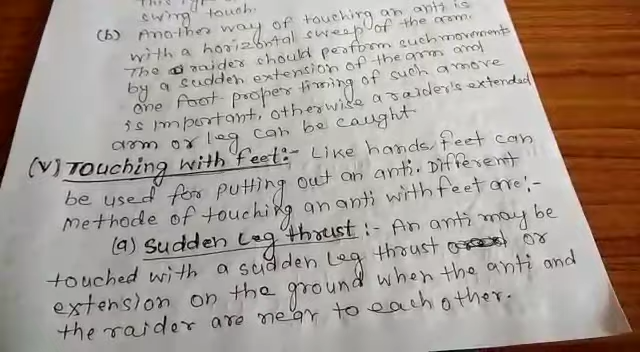 swing touch.
(b) Another way of touching an anti is
with a horizontal sweep of the arm.
The raider should perform such movements
by a sudden extension of the arm and
one foot proper timing of such a move
is important, otherwise a raider's extended
arm or leg can be caught
(V) Touching with feet:- Like hands, feet can
be used for putting out an anti. Different
methode of touching an anti with feet are:-
(a) Sudden Leg thrust :- An anti may be
touched with a sudden leg thrust or
extension on the ground when the anti and
the raider are near to each other.